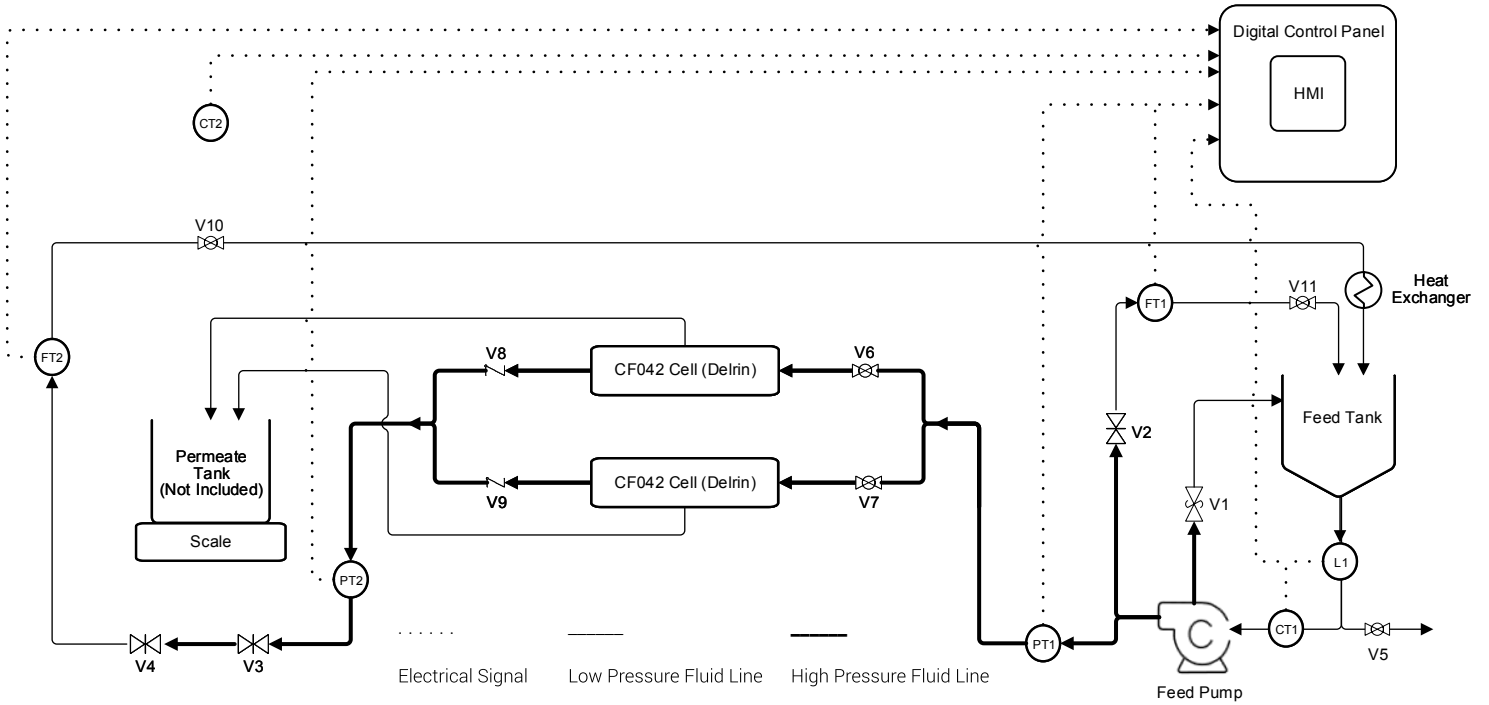 Digital Control Panel
HMI
CT2
V10
Heat
Exchanger
V11
FT1
FT2
V8
CF042 Cell (Delrin)
V6
Feed Tank
V2
Permeate
Tank
(Not Included)
CF042 Cell (Delrin)
V9
V7
V1
Scale
L1
PT2
C
CT1
PT1
V4
V3
V5
Electrical Signal
Low Pressure Fluid Line
High Pressure Fluid Line
Feed Pump